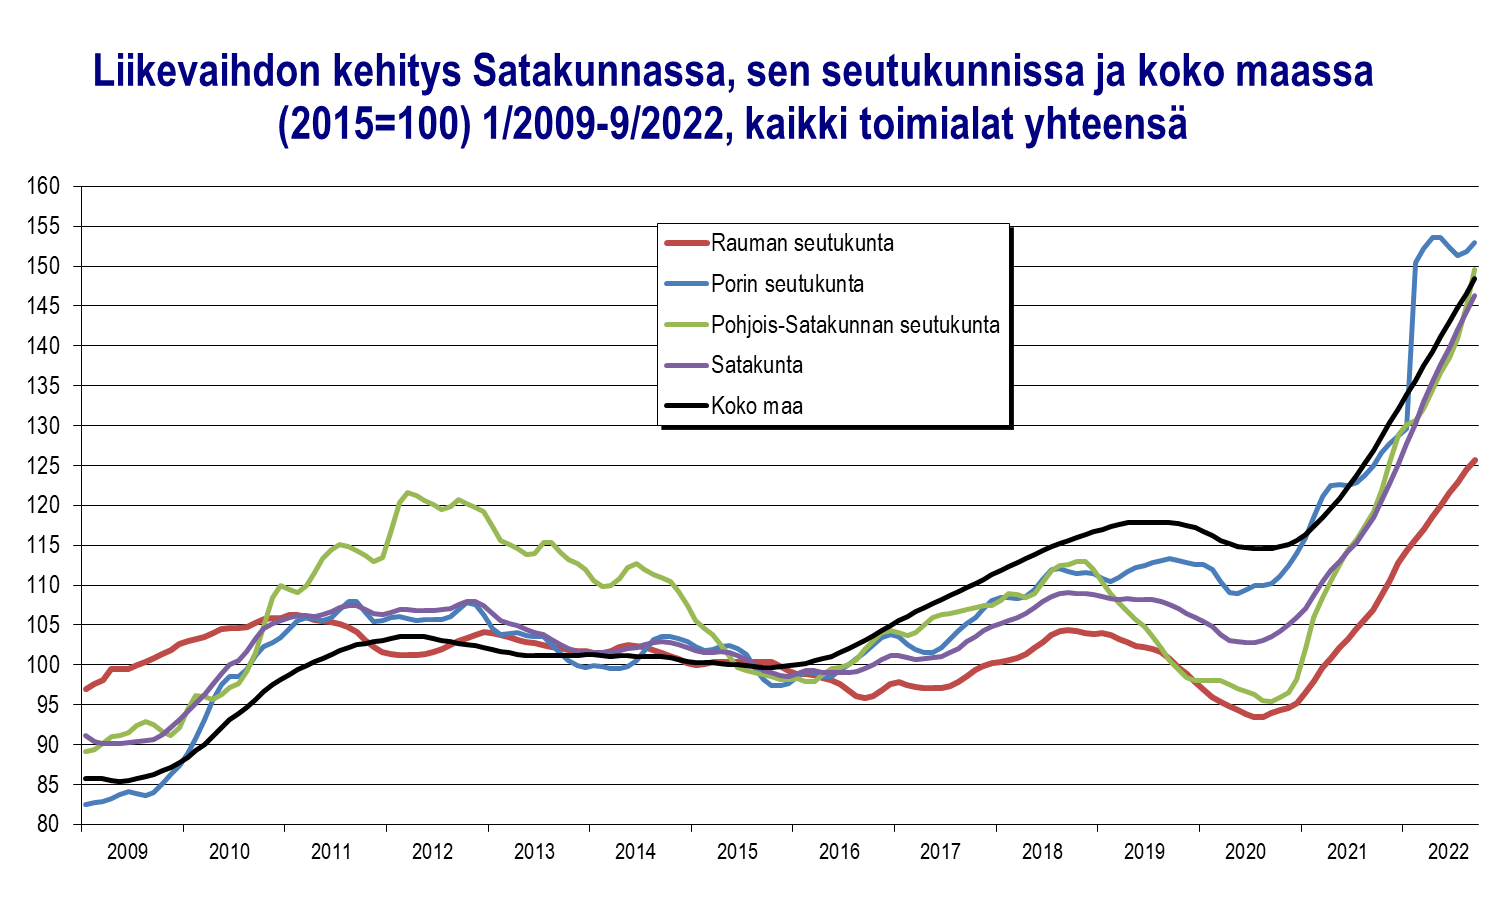 Liikevaihdon kehitys Satakunnassa, sen seutukunnissa ja koko maassa
(2015=100) 1/2009-9/2022, kaikki toimialat yhteensä
160
155
150
145
140
135
130
125
120
115
110
105
100
95
90
85
80
Rauman seutukunta
Porin seutukunta
Pohjois-Satakunnan seutukunta
Satakunta
Koko maa
2009 2010 2011 2012 2013 2014 2015 2016 2017 2018 2019 2020 2021 2022